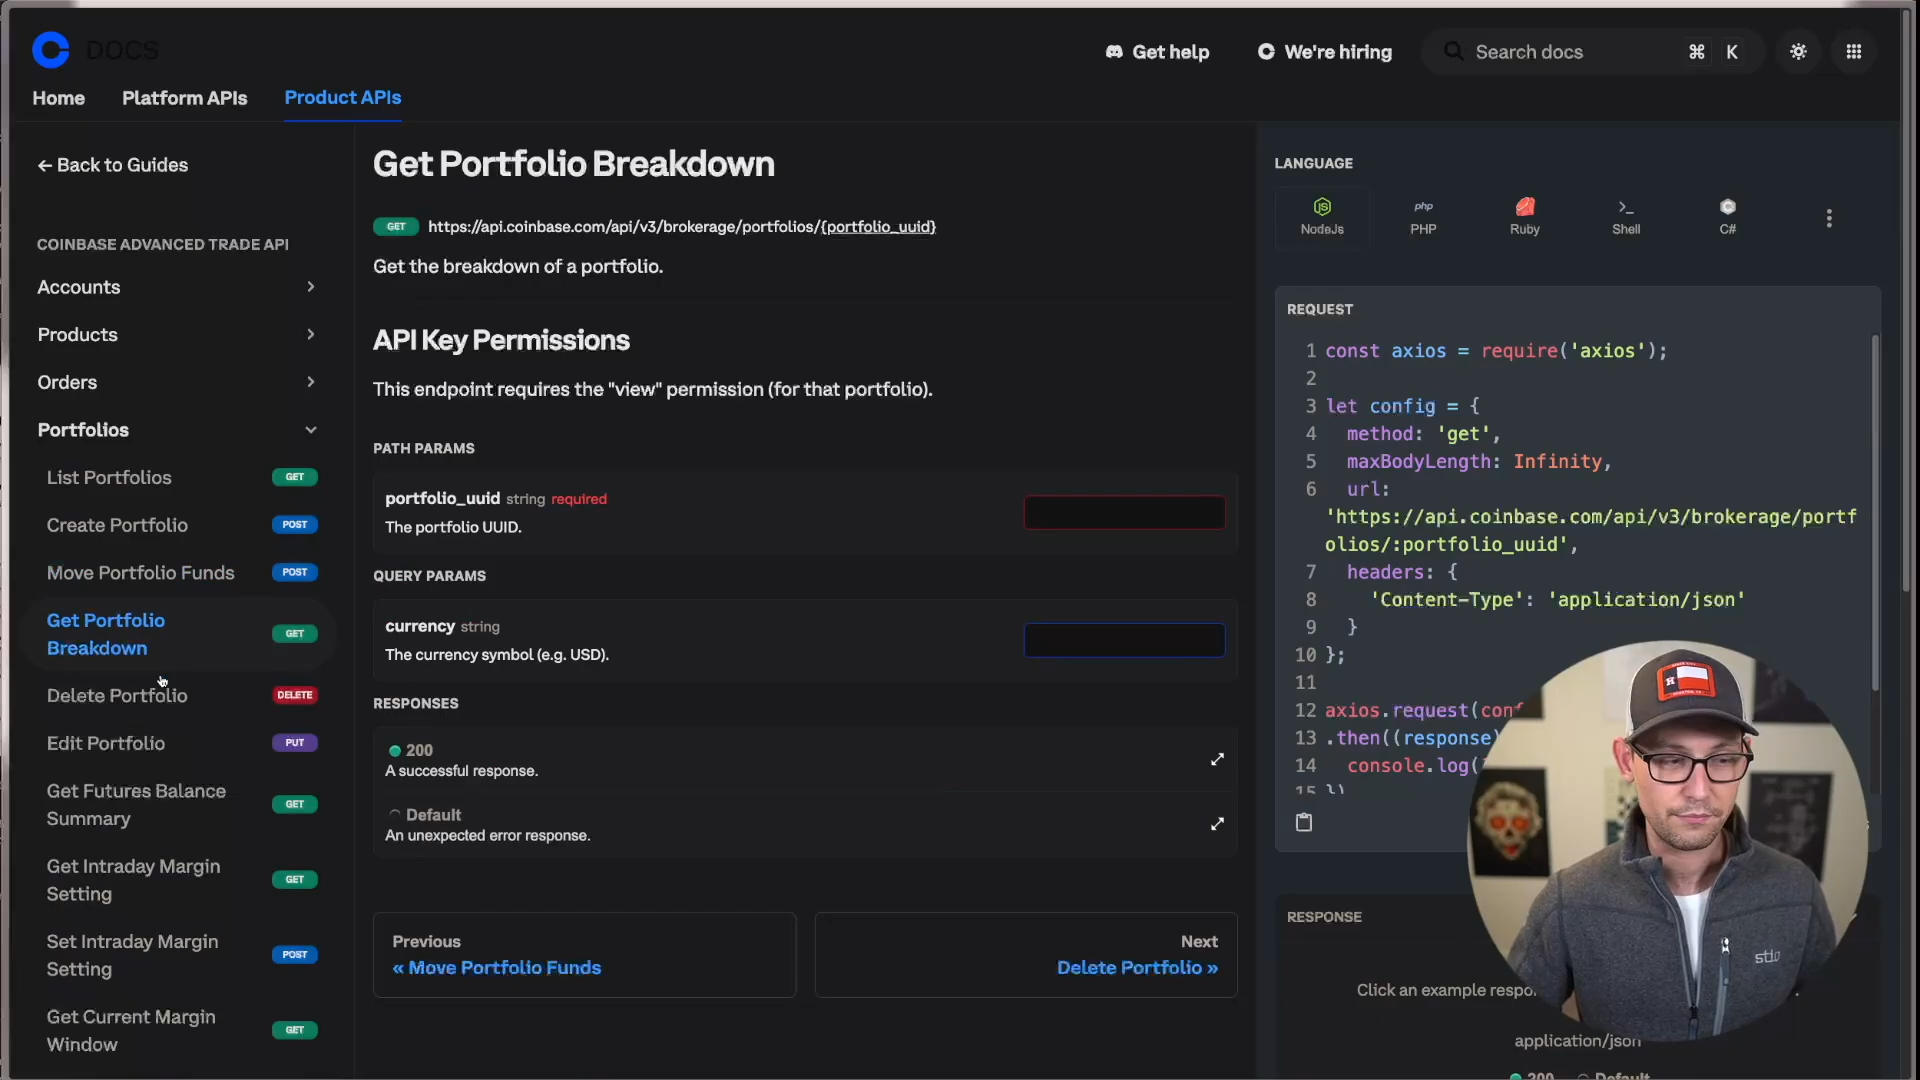 DOCS
Get help
We're hiring
Search docs
⌘ K
Home
Platform APIs
Product APIs
← Back to Guides
COINBASE ADVANCED TRADE API
Accounts
Products
Orders
Portfolios
List Portfolios GET
Create Portfolio POST
Move Portfolio Funds POST
Get Portfolio
Breakdown
GET
Delete Portfolio DELETE
Edit Portfolio PUT
Get Futures Balance
Summary
GET
Get Intraday Margin
Setting
GET
Set Intraday Margin
Setting
POST
Get Current Margin
Window
GET
Get Portfolio Breakdown
GET https://api.coinbase.com/api/v3/brokerage/portfolios/{portfolio_uuid}
Get the breakdown of a portfolio.
API Key Permissions
This endpoint requires the "view" permission (for that portfolio).
PATH PARAMS
portfolio_uuid string required
The portfolio UUID.
QUERY PARAMS
currency string
The currency symbol (e.g. USD).
RESPONSES
200
A successful response.
Default
An unexpected error response.
Previous
« Move Portfolio Funds
Next
Delete Portfolio »
LANGUAGE
JS
NodeJs
php
PHP
Ruby
>_
Shell
C#
REQUEST
1 const axios = require('axios');
2
3 let config = {
4 method: 'get',
5 maxBodyLength: Infinity,
6 url:
'https://api.coinbase.com/api/v3/brokerage/portf
olios/:portfolio_uuid',
7 headers: {
8 'Content-Type': 'application/json'
9 }
10 };
11
12 axios.request(conf
13 .then((response)
14 console.log(
15 })
RESPONSE
Click an example respo
application/json
200 Default
H
stio